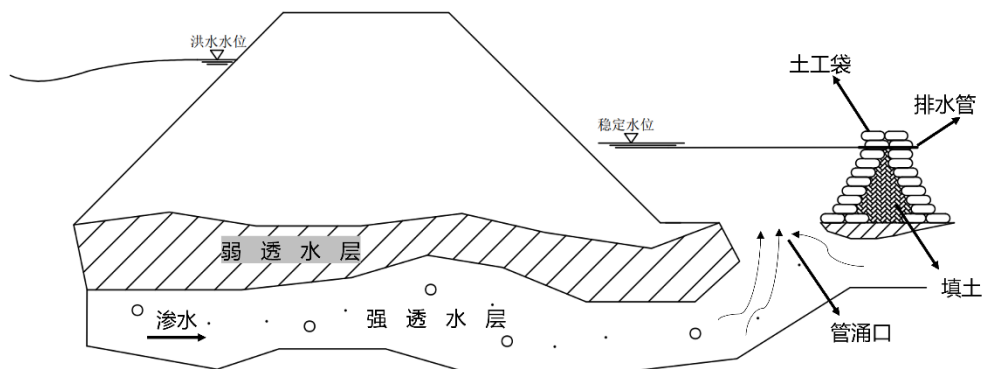 洪水水位
土工袋
排水管
稳定水位
弱透水层
填土
渗水
强透水层
管涌口